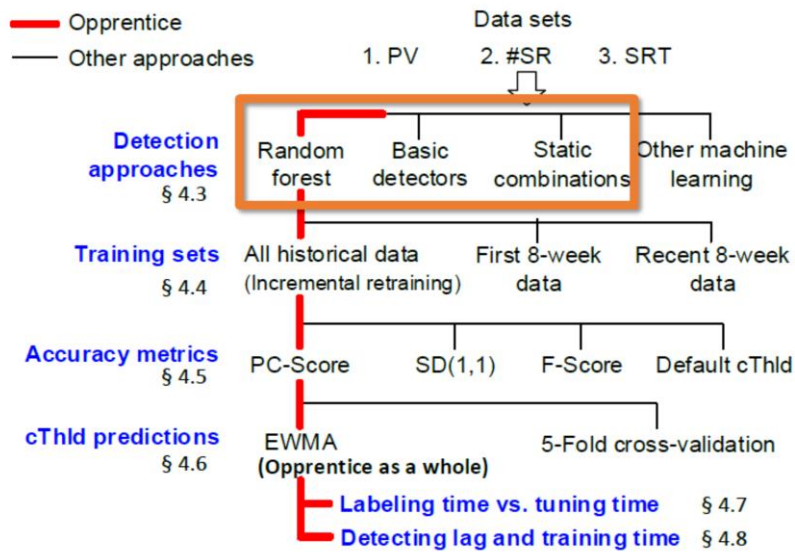 Opprentice
Data sets
Other approaches
1. PV 2. #SR 3. SRT
Detection approaches
§ 4.3
Random forest
Basic detectors
Static combinations
Other machine learning
Training sets
§ 4.4
All historical data
(Incremental retraining)
First 8-week data
Recent 8-week data
Accuracy metrics
§ 4.5
PC-Score SD(1,1) F-Score Default cThld
cThld predictions
§ 4.6
EWMA
(Opprentice as a whole)
5-Fold cross-validation
Labeling time vs. tuning time § 4.7
Detecting lag and training time § 4.8